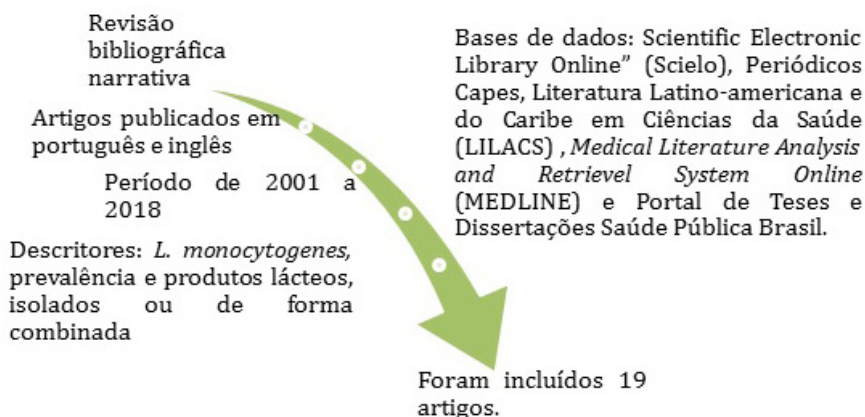 Revisão
bibliográfica
narrativa
Artigos publicados em
português e inglês
Período de 2001 a
2018
Descritores: L. monocytogenes,
prevalência e produtos lácteos,
isolados ou de forma
combinada
Bases de dados: Scientific Electronic
Library Online” (Scielo), Periódicos
Capes, Literatura Latino-americana e
do Caribe em Ciências da Saúde
(LILACS) , Medical Literature Analysis
and Retrievel System Online
(MEDLINE) e Portal de Teses e
Dissertações Saúde Pública Brasil.
Foram incluídos 19
artigos.